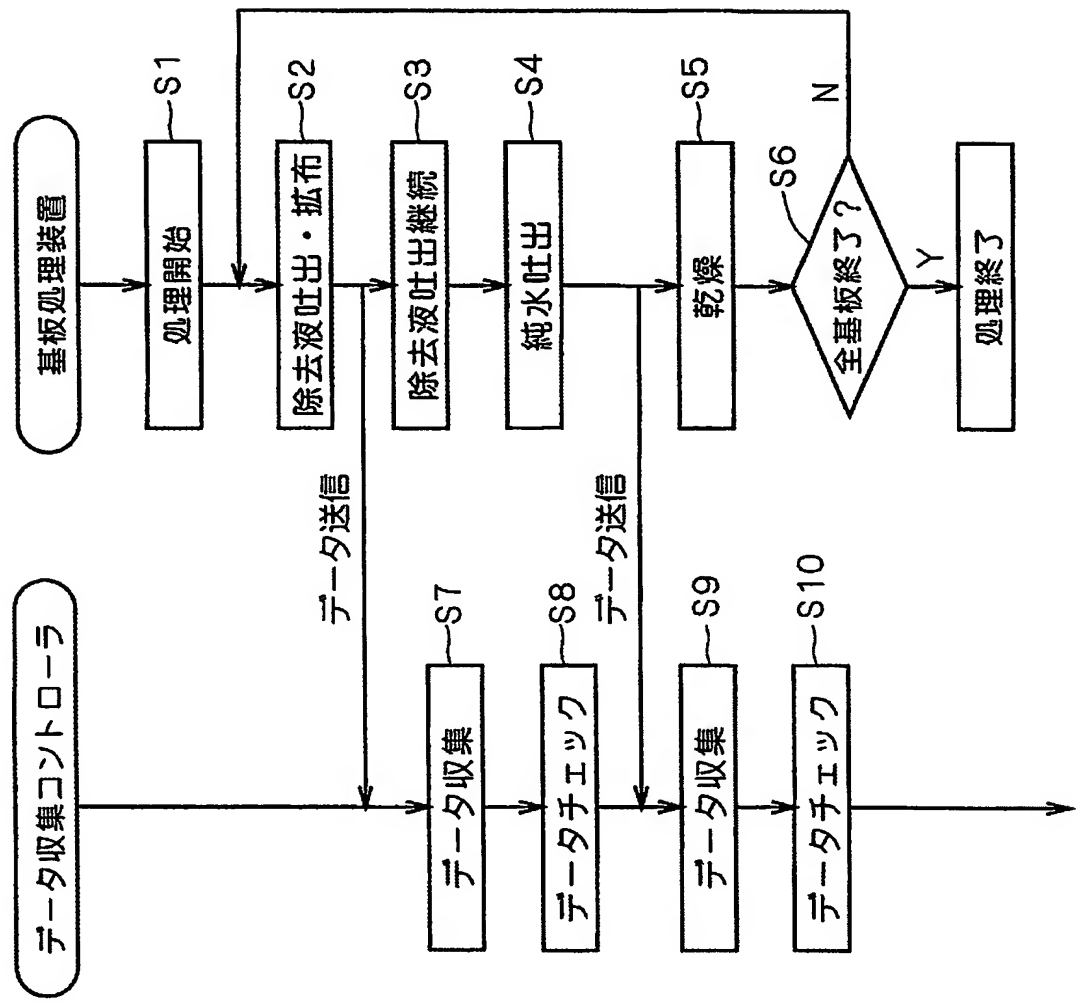 基板処理装置
処理開始
S1
除去液吐出・拡布
S2
除去液吐出継続
S3
純水吐出
S4
乾燥
S5
全基板終了?
S6
N
Y
処理終了
データ送信
データ送信
データ収集コントローラ
データ収集
S7
データチェック
S8
データ収集
S9
データチェック
S10